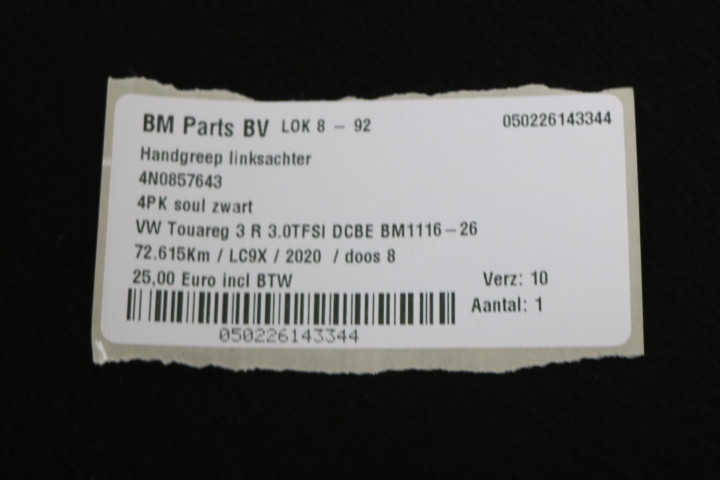 BM Parts BV LOK 8 - 92 050226143344
Handgreep linksachter
4N0857643
4PK soul zwart
VW Touareg 3 R 3.0TFSI DCBE BM1116-26
72.615Km / LC9X / 2020 / doos 8
25,00 Euro incl BTW Verz: 10
Aantal: 1
050226143344